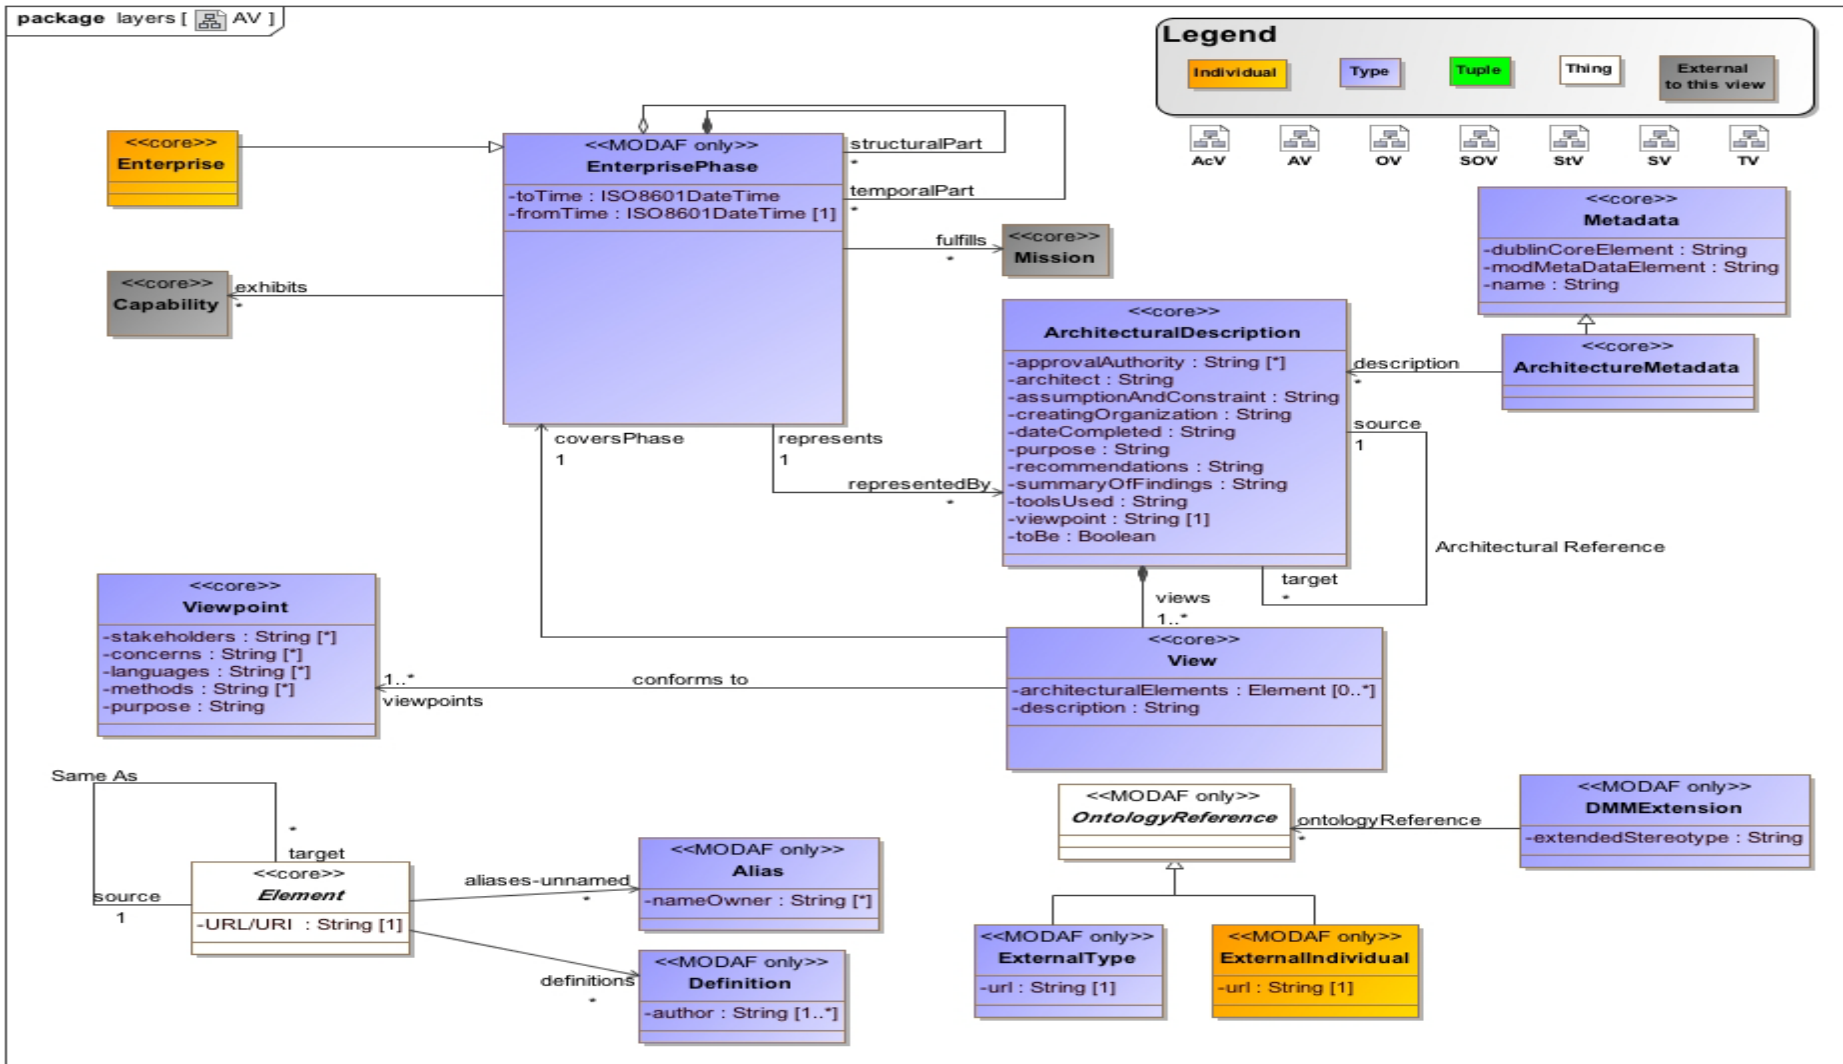 package layers [ AV ]
Legend
Individual
Type
Tuple
Thing
External
to this view
AcV
AV
OV
SOV
StV
SV
TV
<<core>>
Enterprise
<<MODAF only>>
EnterprisePhase
-toTime : ISO8601DateTime
-fromTime : ISO8601DateTime [1]
structuralPart
*
temporalPart
*
fulfills
*
<<core>>
Mission
<<core>>
Capability
exhibits
*
<<core>>
Metadata
-dublinCoreElement : String
-modMetaDataElement : String
-name : String
<<core>>
ArchitectureMetadata
description
*
<<core>>
ArchitecturalDescription
-approvalAuthority : String [*]
-architect : String
-assumptionAndConstraint : String
-creatingOrganization : String
-dateCompleted : String
-purpose : String
-recommendations : String
-summaryOfFindings : String
-toolsUsed : String
-viewpoint : String [1]
-toBe : Boolean
source
1
Architectural Reference
target
*
coversPhase
1
represents
1
representedBy
*
views
1..*
<<core>>
Viewpoint
-stakeholders : String [*]
-concerns : String [*]
-languages : String [*]
-methods : String [*]
-purpose : String
1..*
viewpoints
conforms to
<<core>>
View
-architecturalElements : Element [0..*]
-description : String
Same As
*
target
source
1
<<core>>
Element
-URL/URI : String [1]
aliases-unnamed
*
<<MODAF only>>
Alias
-nameOwner : String [*]
definitions
*
<<MODAF only>>
Definition
-author : String [1..*]
<<MODAF only>>
OntologyReference
ontologyReference
*
<<MODAF only>>
DMMExtension
-extendedStereotype : String
<<MODAF only>>
ExternalType
-url : String [1]
<<MODAF only>>
ExternalIndividual
-url : String [1]